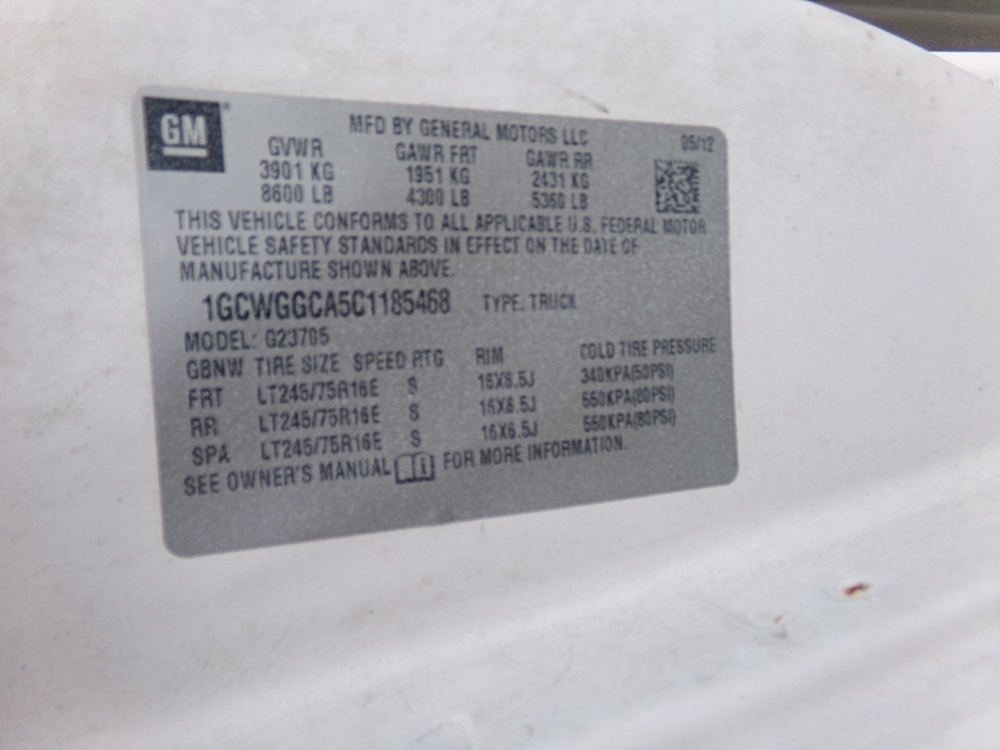 GM
MFD BY GENERAL MOTORS LLC 05/12
GVWR GAWR FRT GAWR RR
3901 KG 1951 KG 2431 KG
8600 LB 4300 LB 5360 LB
THIS VEHICLE CONFORMS TO ALL APPLICABLE U.S. FEDERAL MOTOR
VEHICLE SAFETY STANDARDS IN EFFECT ON THE DATE OF
MANUFACTURE SHOWN ABOVE.
1GCWGGCA5C1185468 TYPE: TRUCK
MODEL: G23705
GBNW TIRE SIZE SPEED RTG RIM COLD TIRE PRESSURE
FRT LT245/75R16E S 16X6.5J 340KPA(50PSI)
RR LT245/75R16E S 16X6.5J 550KPA(80PSI)
SPA LT245/75R16E S 16X6.5J 550KPA(80PSI)
SEE OWNER'S MANUAL FOR MORE INFORMATION.